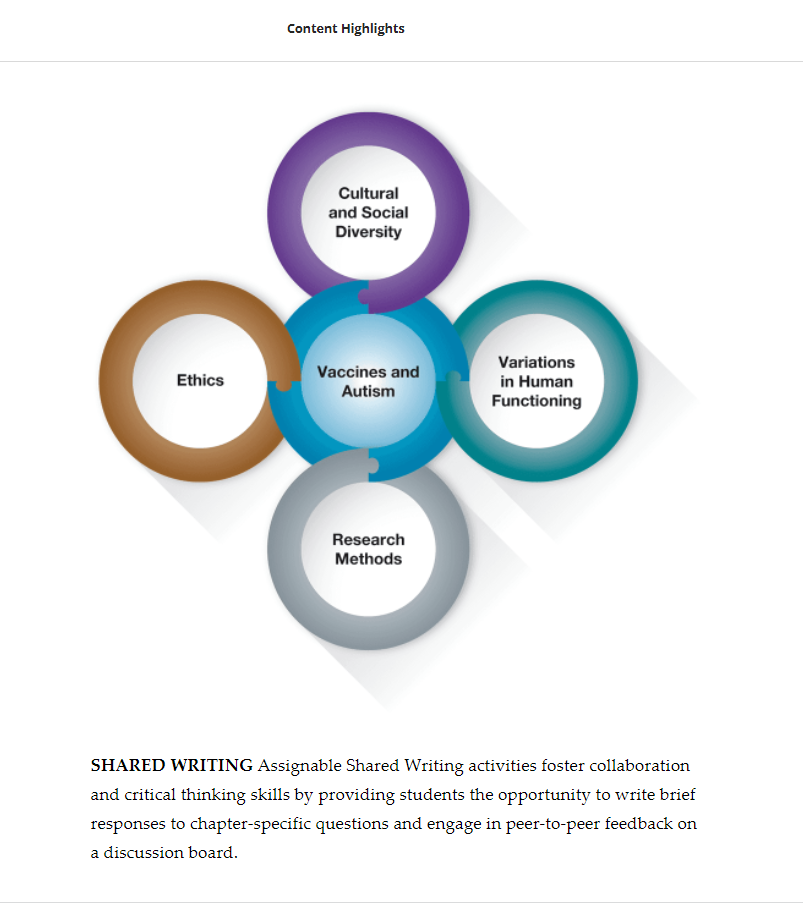 Content Highlights
Cultural
and Social
Diversity
Ethics
Vaccines and
Autism
Variations
in Human
Functioning
Research
Methods
SHARED WRITING Assignable Shared Writing activities foster collaboration
and critical thinking skills by providing students the opportunity to write brief
responses to chapter-specific questions and engage in peer-to-peer feedback on
a discussion board.